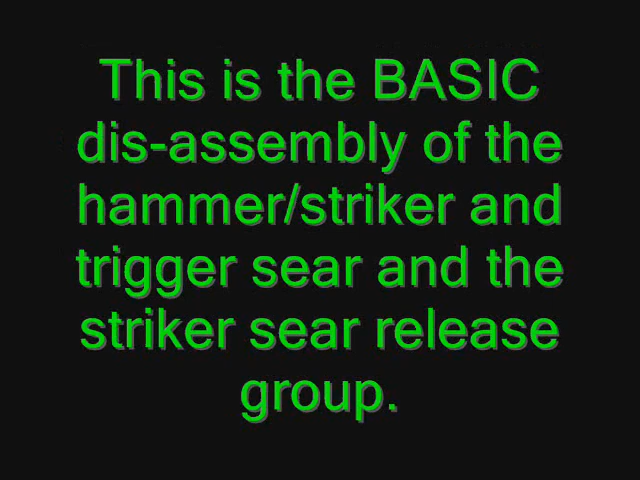 This is the BASIC
dis-assembly of the
hammer/striker and
trigger sear and the
striker sear release
group.